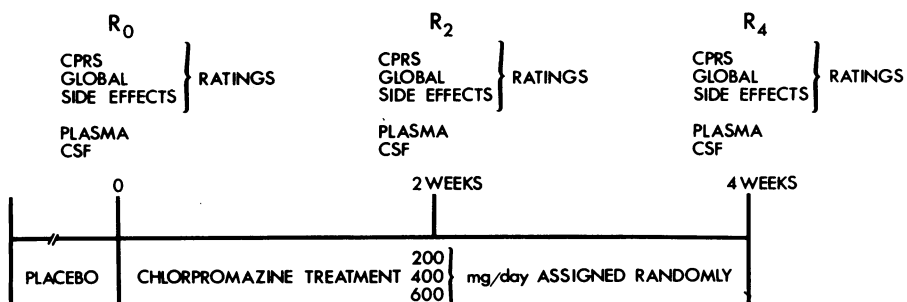 R0 R2 R4
CPRS CPRS CPRS
GLOBAL } RATINGS GLOBAL } RATINGS GLOBAL } RATINGS
SIDE EFFECTS SIDE EFFECTS SIDE EFFECTS
PLASMA PLASMA PLASMA
CSF CSF CSF
0 2 WEEKS 4 WEEKS
200
PLACEBO CHLORPROMAZINE TREATMENT 400 } mg/day ASSIGNED RANDOMLY
600